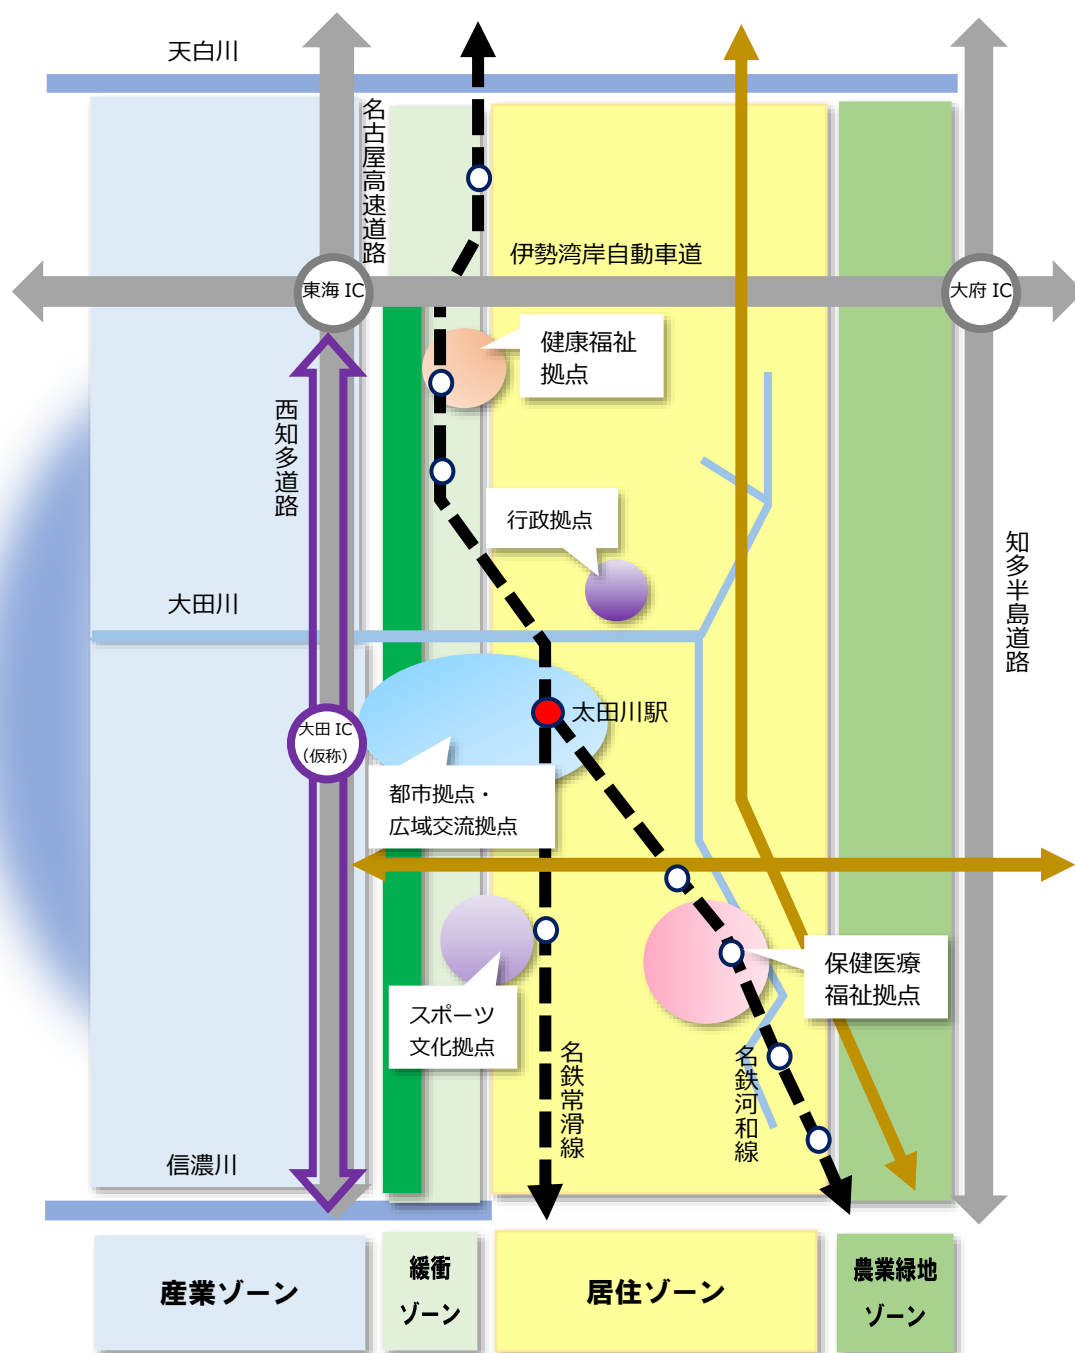 天白川
名古屋高速道路
伊勢湾岸自動車道
東海 IC
大府 IC
健康福祉
拠点
西知多道路
行政拠点
知多半島道路
大田川
太田川駅
大田 IC
（仮称）
都市拠点・
広域交流拠点
保健医療
福祉拠点
スポーツ
文化拠点
名鉄常滑線
名鉄河和線
信濃川
産業ゾーン
緩衝
ゾーン
居住ゾーン
農業緑地
ゾーン